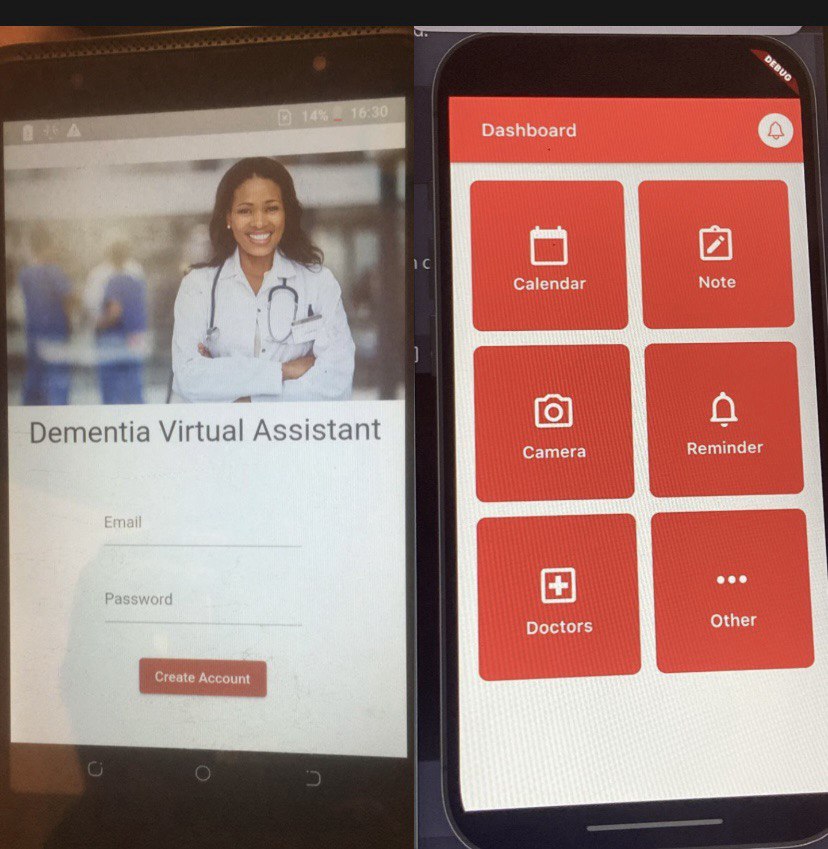 14% 16:30
Dementia Virtual Assistant
Email
Password
Create Account
DEBUG
Dashboard
Calendar
Note
Camera
Reminder
Doctors
Other